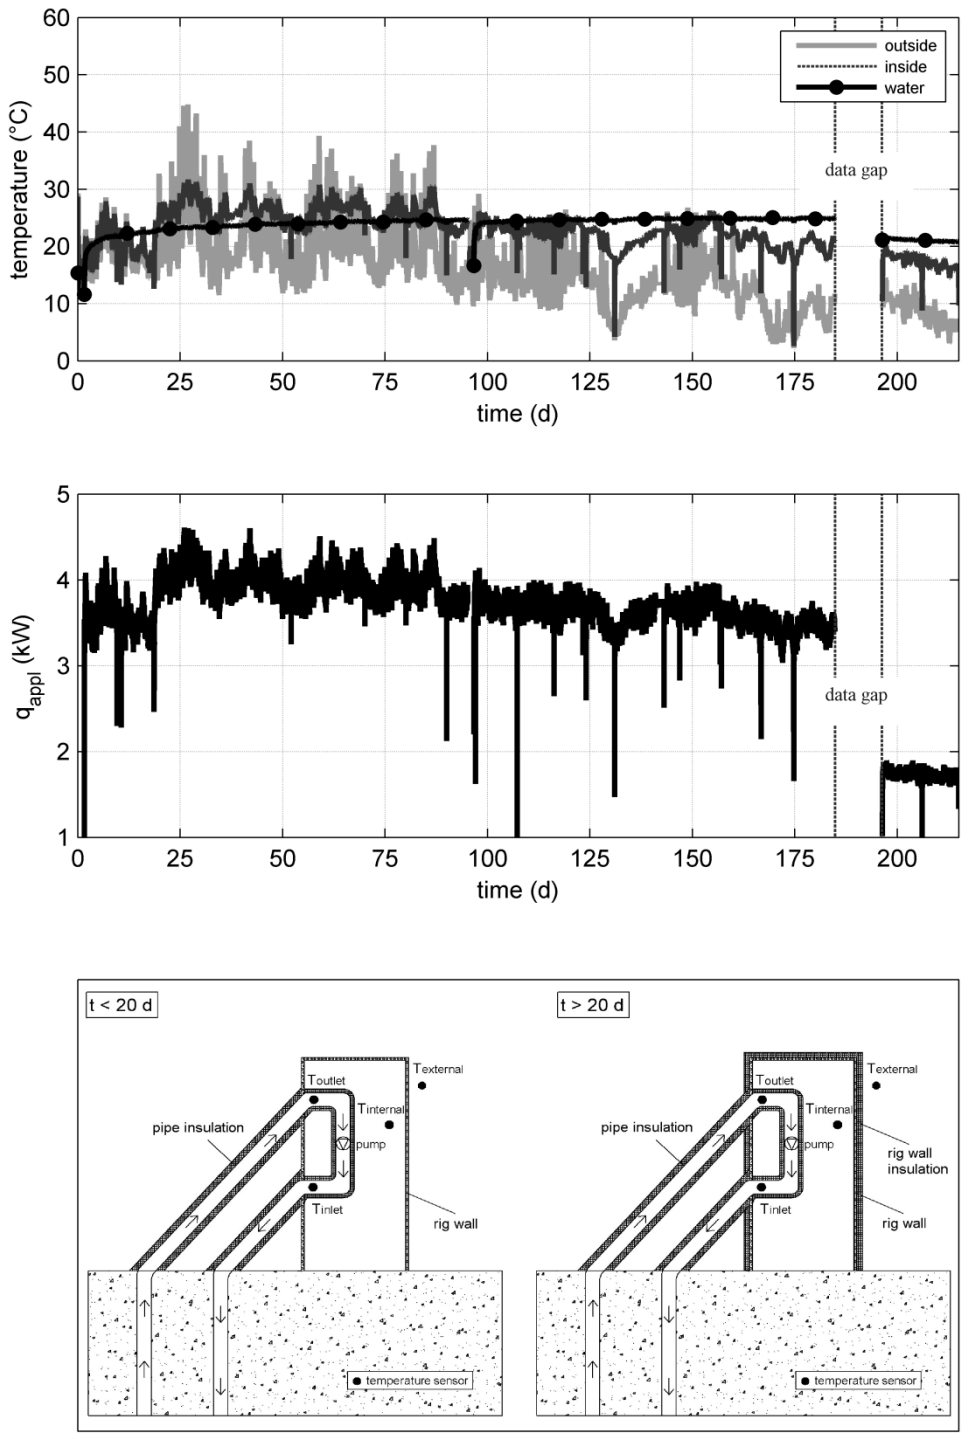 60
50
40
30
20
10
0
temperature (°C)
outside
inside
water
data gap
0 25 50 75 100 125 150 175 200
time (d)
5
4
3
2
1
qappl (kW)
data gap
0 25 50 75 100 125 150 175 200
time (d)
t < 20 d
Toutlet
Texternal
Tinternal
pipe insulation
pump
Tinlet
rig wall
temperature sensor
t > 20 d
Toutlet
Texternal
Tinternal
pipe insulation
pump
rig wall
insulation
Tinlet
rig wall
temperature sensor